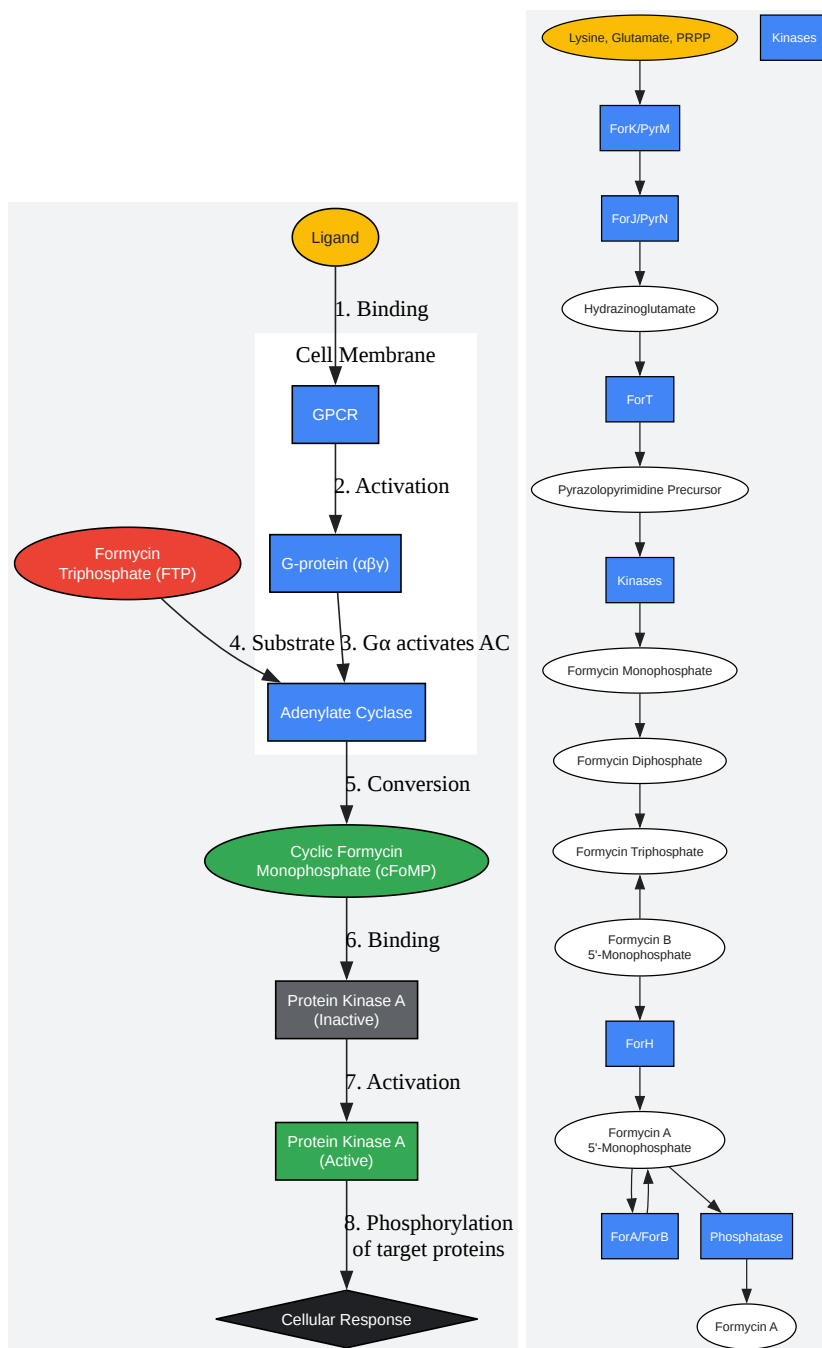 Ligand
1. Binding
Cell Membrane
GPCR
2. Activation
Formycin
Triphosphate (FTP)
G-protein (αβγ)
4. Substrate
3. Gα activates AC
Adenylate Cyclase
5. Conversion
Cyclic Formycin
Monophosphate (cFoMP)
6. Binding
Protein Kinase A
(Inactive)
7. Activation
Protein Kinase A
(Active)
8. Phosphorylation
of target proteins
Cellular Response
Lysine, Glutamate, PRPP
Kinases
ForK/PyrM
ForJ/PyrN
Hydrazinoglutamate
ForT
Pyrazolopyrimidine Precursor
Kinases
Formycin Monophosphate
Formycin Diphosphate
Formycin Triphosphate
Formycin B
5'-Monophosphate
ForH
Formycin A
5'-Monophosphate
ForA/ForB
Phosphatase
Formycin A